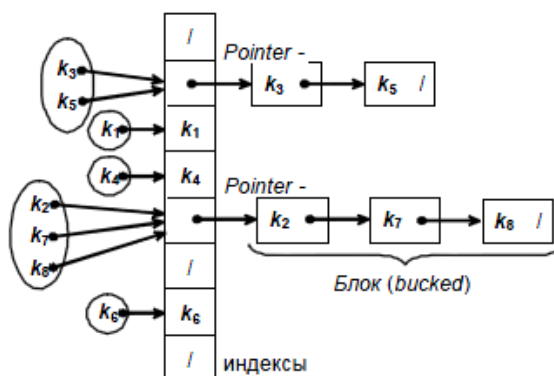 /
Pointer -
k3 k3 k5 /
k5
k1 k1
k4 k4
Pointer -
k2 k2 k7 k8 /
k7
k8 /
Блок (bucked)
k6 k6
/ индексы